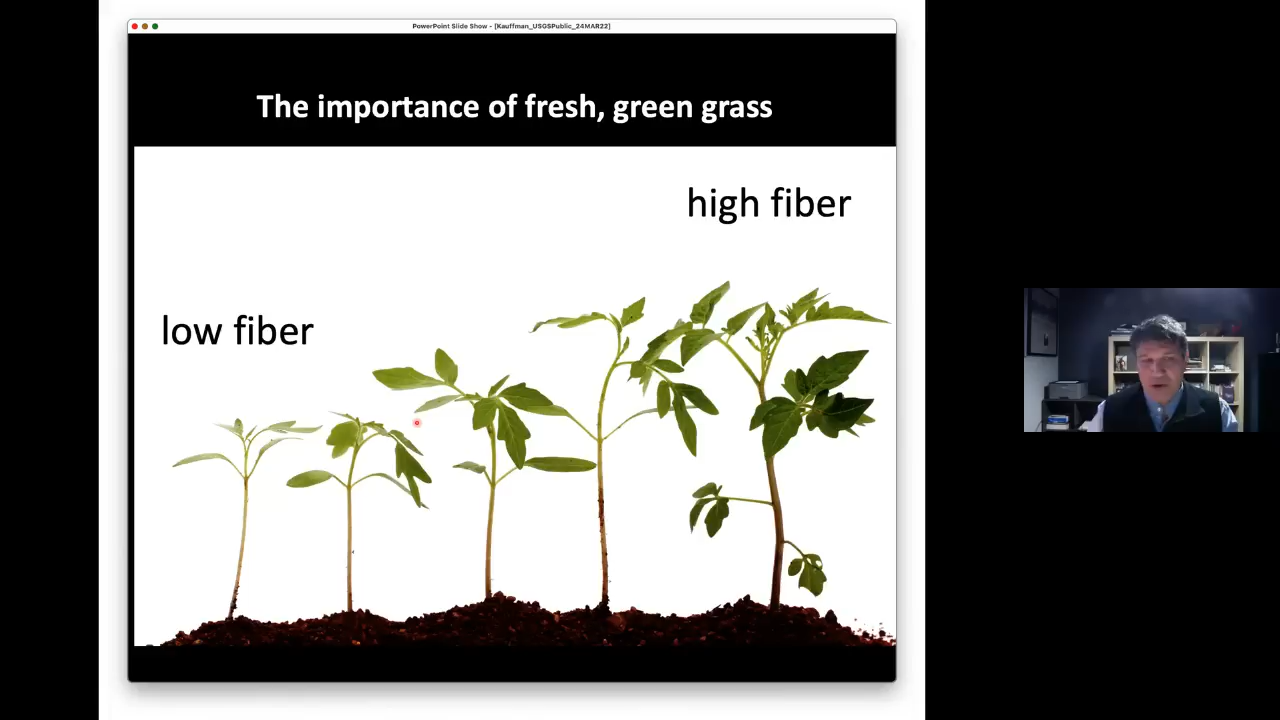 PowerPoint Slide Show - [Kauffman_USGSPublic_24MAR22]
The importance of fresh, green grass
high fiber
low fiber